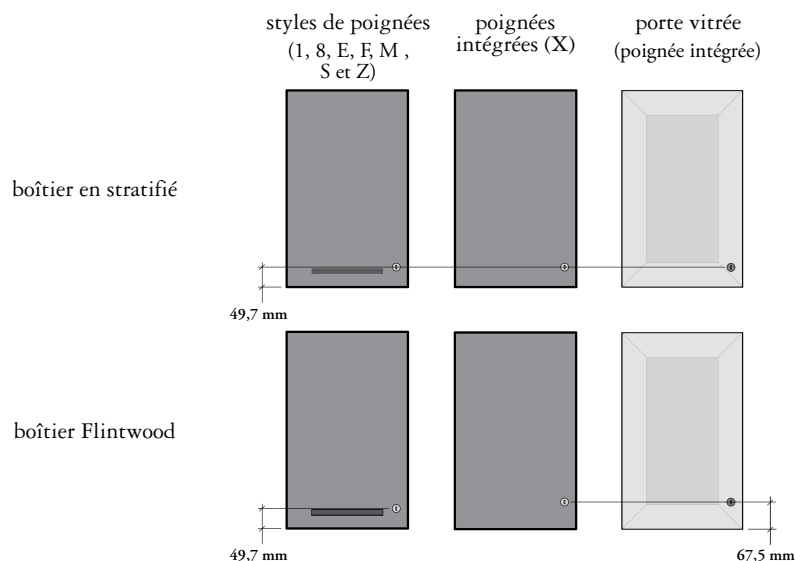 styles de poignées
(1, 8, E, F, M ,
S et Z)
poignées
intégrées (X)
porte vitrée
(poignée intégrée)
boîtier en stratifié
49,7 mm
boîtier Flintwood
49,7 mm
67,5 mm